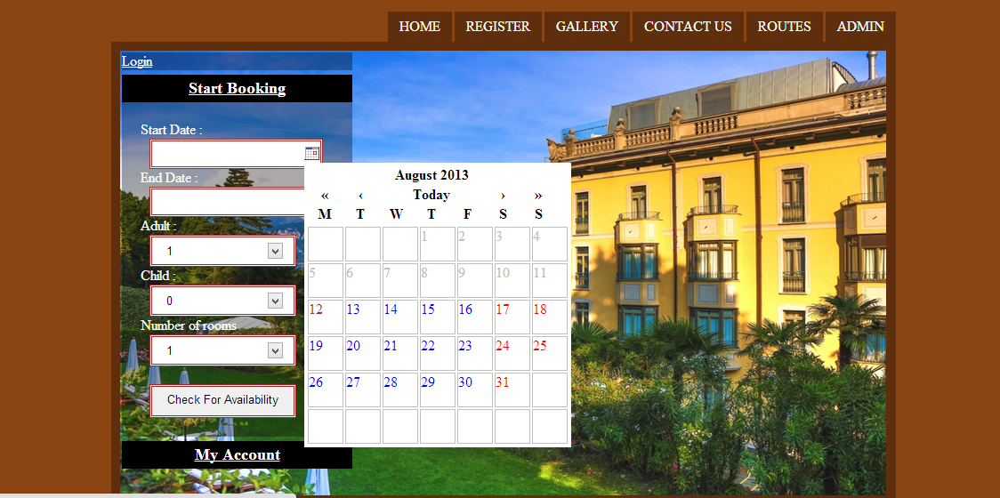 HOME REGISTER GALLERY CONTACT US ROUTES ADMIN
Login
Start Booking
Start Date :
End Date :
Adult :
1
Child :
0
Number of rooms
1
Check For Availability
My Account
August 2013
« ‹ Today › »
M T W T F S S
1 2 3 4
5 6 7 8 9 10 11
12 13 14 15 16 17 18
19 20 21 22 23 24 25
26 27 28 29 30 31